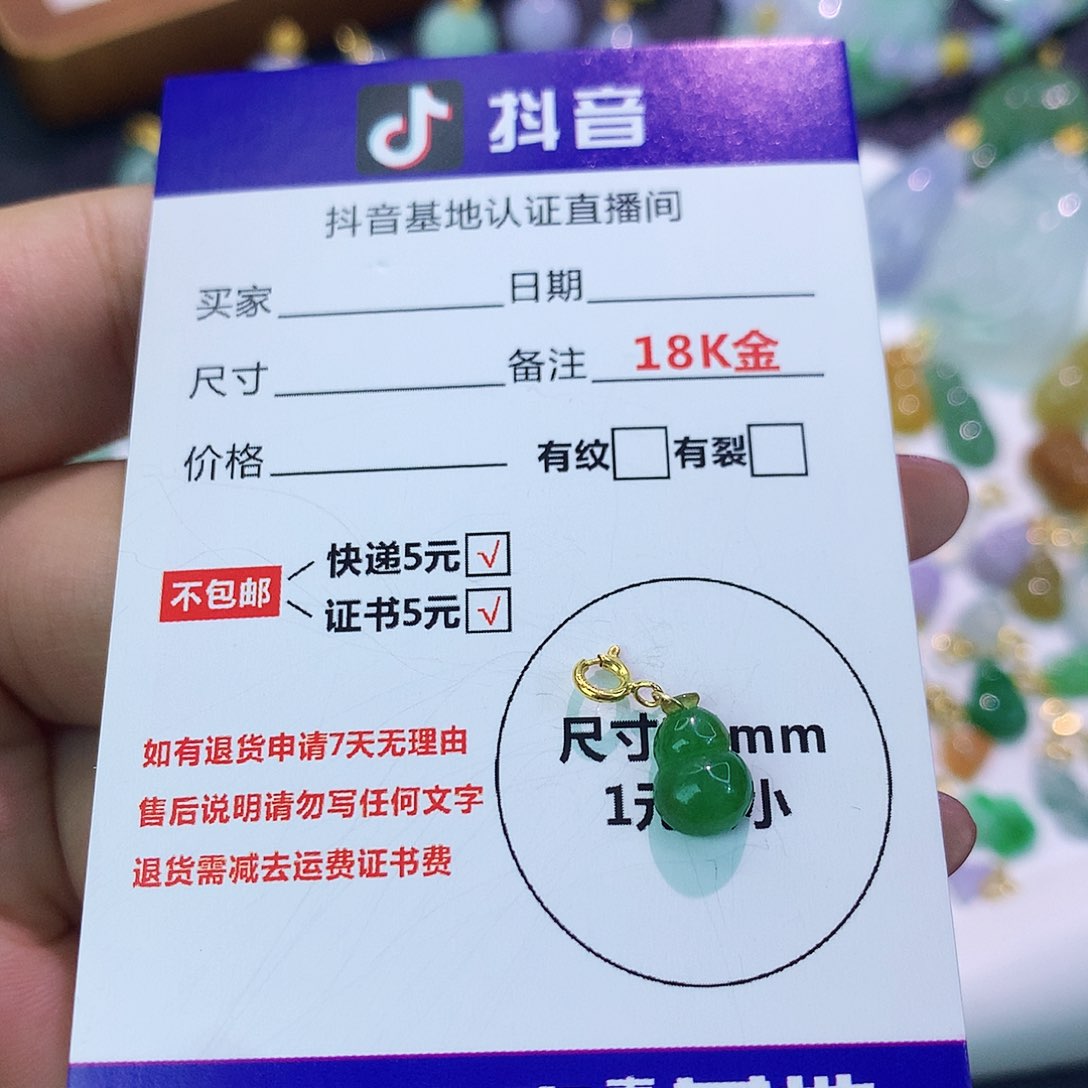 抖音
抖音基地认证直播间
买家 日期
尺寸 备注 18K金
价格 有纹 有裂
不包邮 快递5元 √
证书5元 √
如有退货申请7天无理由
售后说明请勿写任何文字
退货需减去运费证书费
尺寸 mm
1元 小